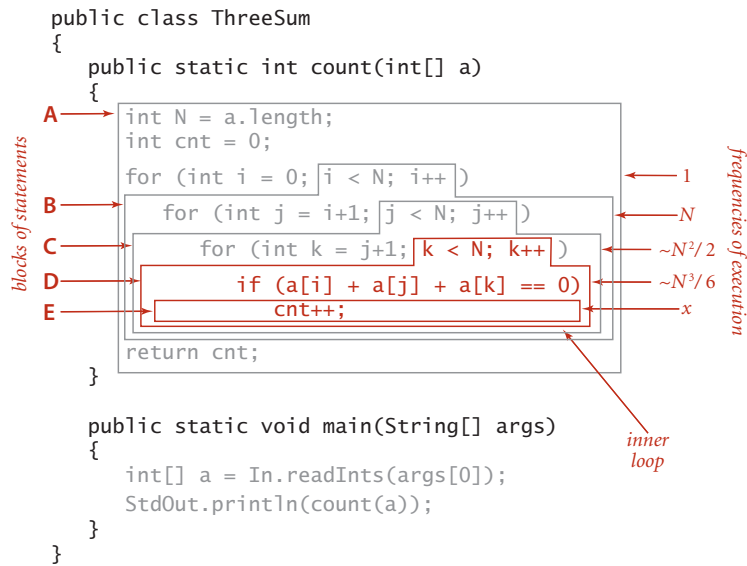 public class ThreeSum
{
public static int count(int[] a)
{
A
int N = a.length;
int cnt = 0;
for (int i = 0; i < N; i++ )
1
B
for (int j = i+1; j < N; j++ )
N
C
for (int k = j+1; k < N; k++ )
~N²/2
D
if (a[i] + a[j] + a[k] == 0)
~N³/6
E
cnt++;
x
return cnt;
}
blocks of statements
frequencies of execution
inner
loop
public static void main(String[] args)
{
int[] a = In.readInts(args[0]);
StdOut.println(count(a));
}
}